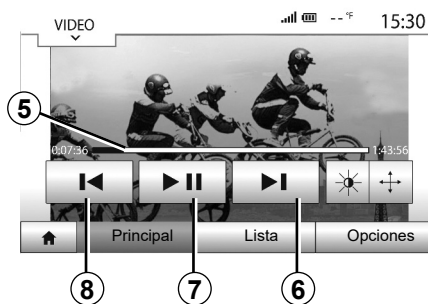 VIDEO
-- °F
15:30
5
0:07:36
1:43:56
Principal
Lista
Opciones
8
7
6